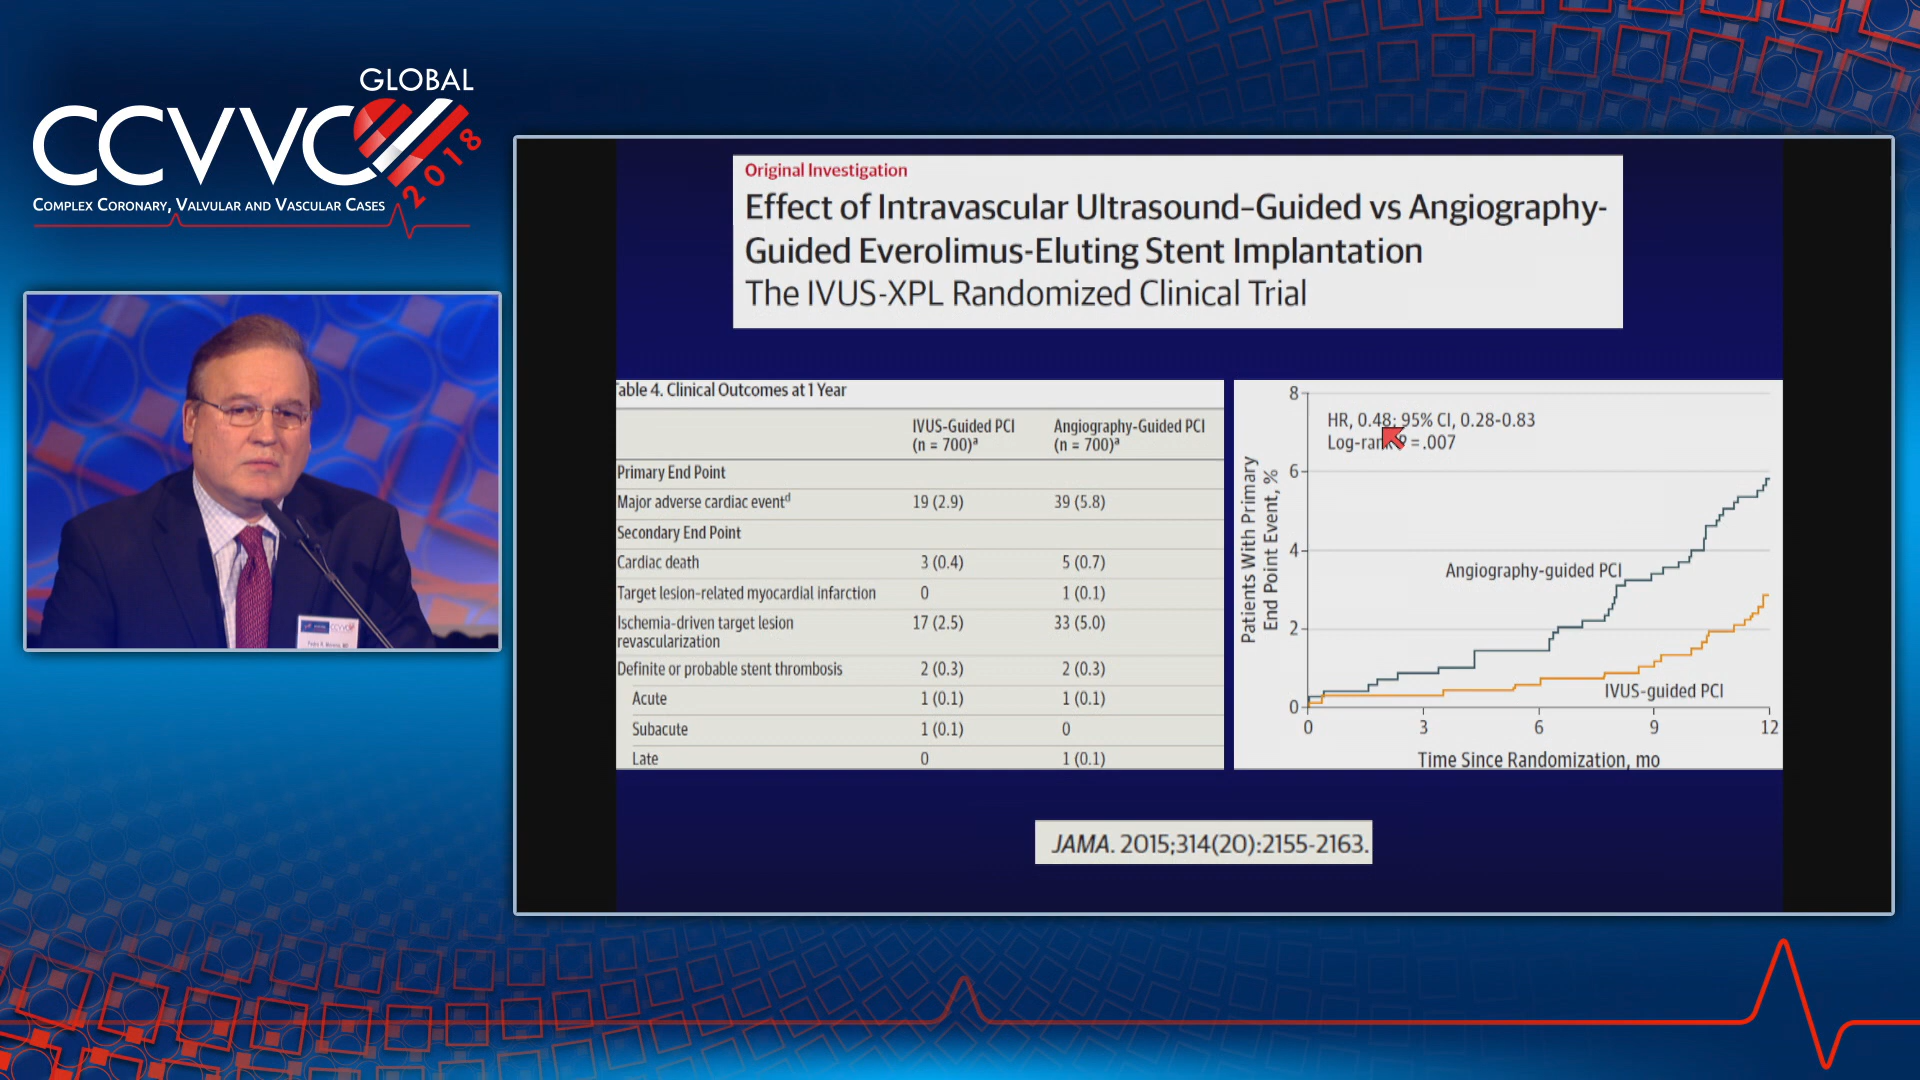 GLOBAL
CCVVC
2018
COMPLEX CORONARY, VALVULAR AND VASCULAR CASES
Original Investigation
Effect of Intravascular Ultrasound–Guided vs Angiography-
Guided Everolimus-Eluting Stent Implantation
The IVUS-XPL Randomized Clinical Trial
Table 4. Clinical Outcomes at 1 Year
IVUS-Guided PCI (n = 700)a Angiography-Guided PCI (n = 700)a
Primary End Point
Major adverse cardiac eventd 19 (2.9) 39 (5.8)
Secondary End Point
Cardiac death 3 (0.4) 5 (0.7)
Target lesion-related myocardial infarction 0 1 (0.1)
Ischemia-driven target lesion revascularization 17 (2.5) 33 (5.0)
Definite or probable stent thrombosis 2 (0.3) 2 (0.3)
Acute 1 (0.1) 1 (0.1)
Subacute 1 (0.1) 0
Late 0 1 (0.1)
HR, 0.48; 95% CI, 0.28-0.83
Log-rank P = .007
Patients With Primary
End Point Event, %
8
6
4
2
0
Angiography-guided PCI
IVUS-guided PCI
0 3 6 9 12
Time Since Randomization, mo
JAMA. 2015;314(20):2155-2163.